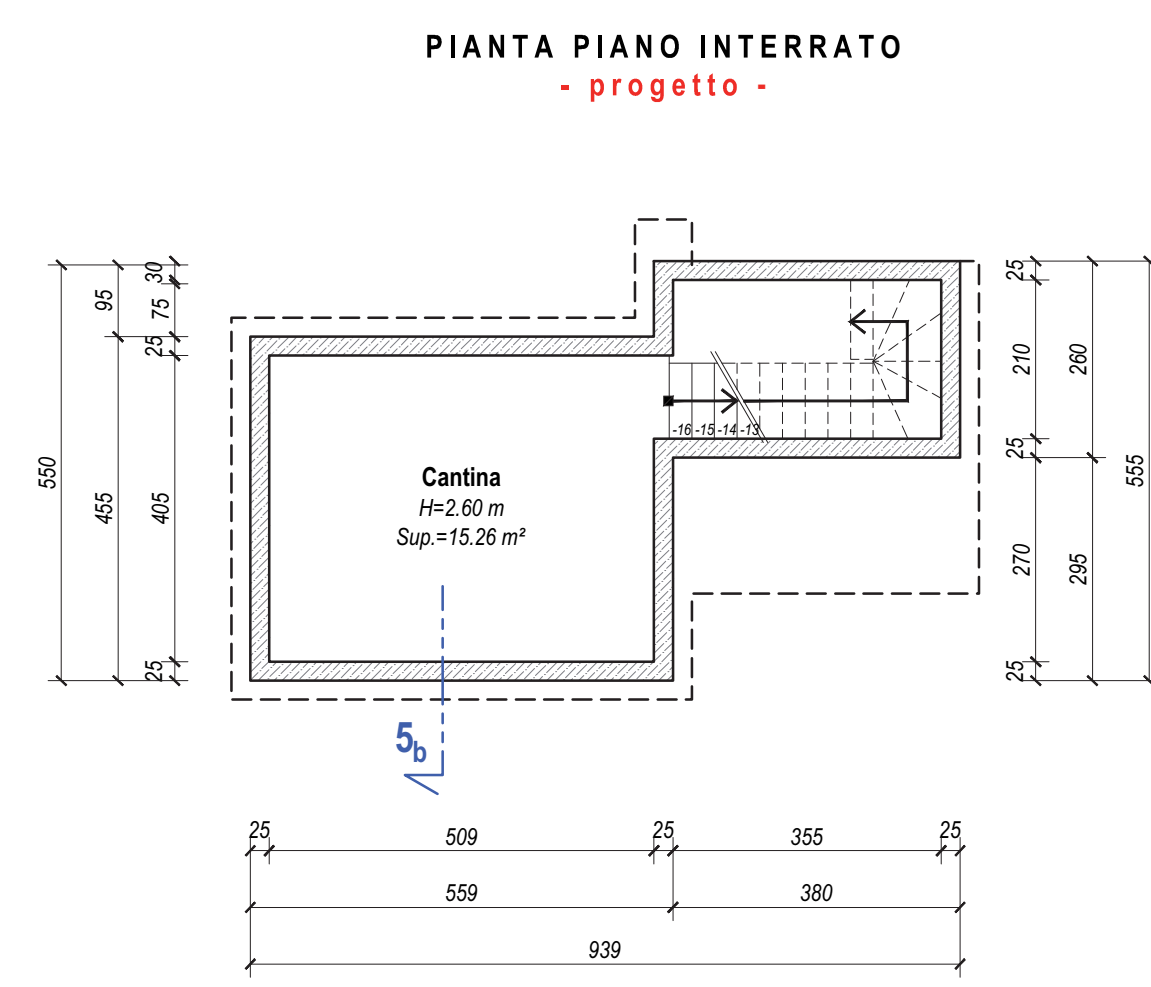 PIANTA PIANO INTERRATO
- progetto -
30
95
75
25
550
455
405
25
25
210
260
25
555
270
295
25
-16 -15 -14 -13
Cantina
H=2.60 m
Sup.=15.26 m²
5b
25 509 25 355 25
559 380
939